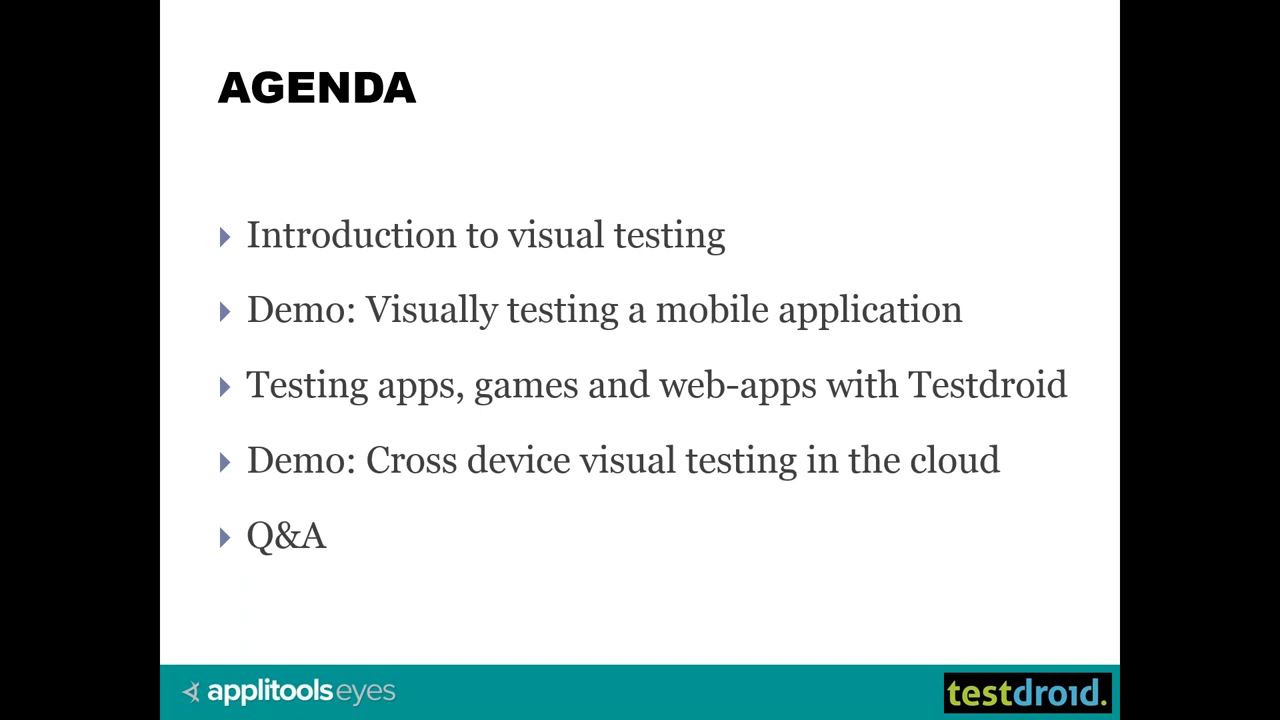 AGENDA
Introduction to visual testing
Demo: Visually testing a mobile application
Testing apps, games and web-apps with Testdroid
Demo: Cross device visual testing in the cloud
Q&A
applitools eyes
testdroid.